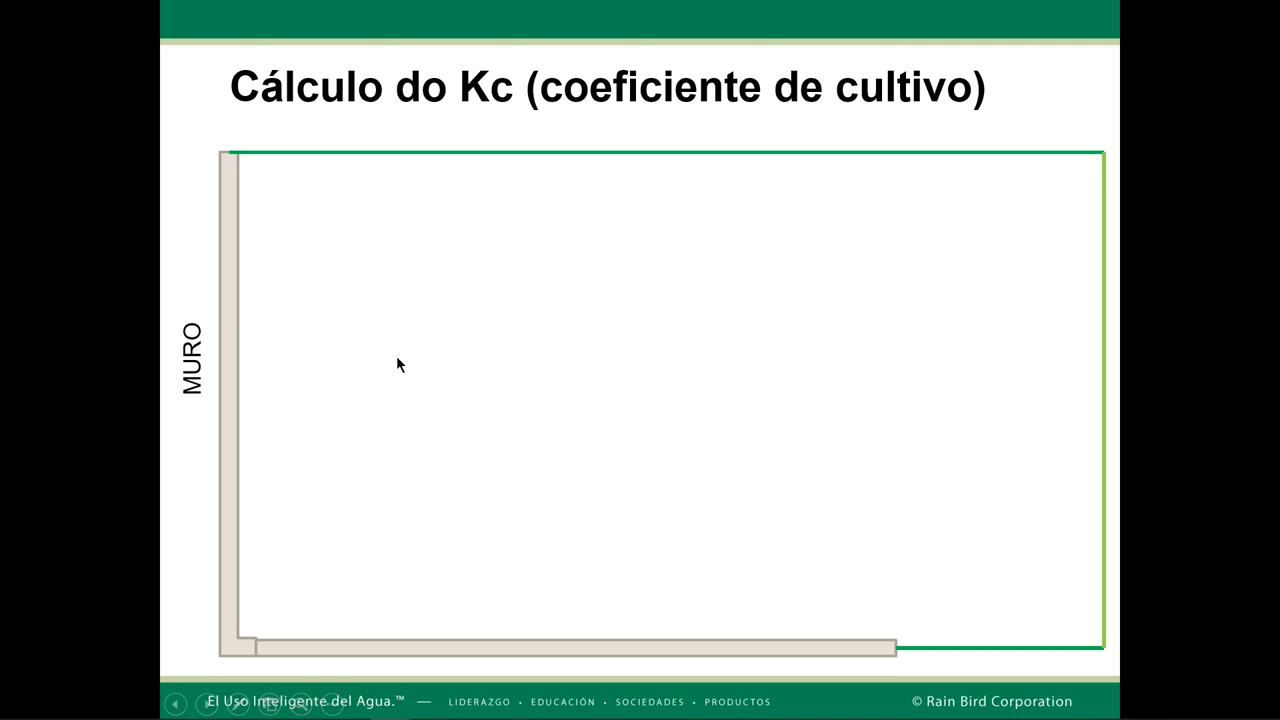 Cálculo do Kc (coeficiente de cultivo)
MURO
El Uso Inteligente del Agua.™ — LIDERAZGO • EDUCACIÓN • SOCIEDADES • PRODUCTOS © Rain Bird Corporation